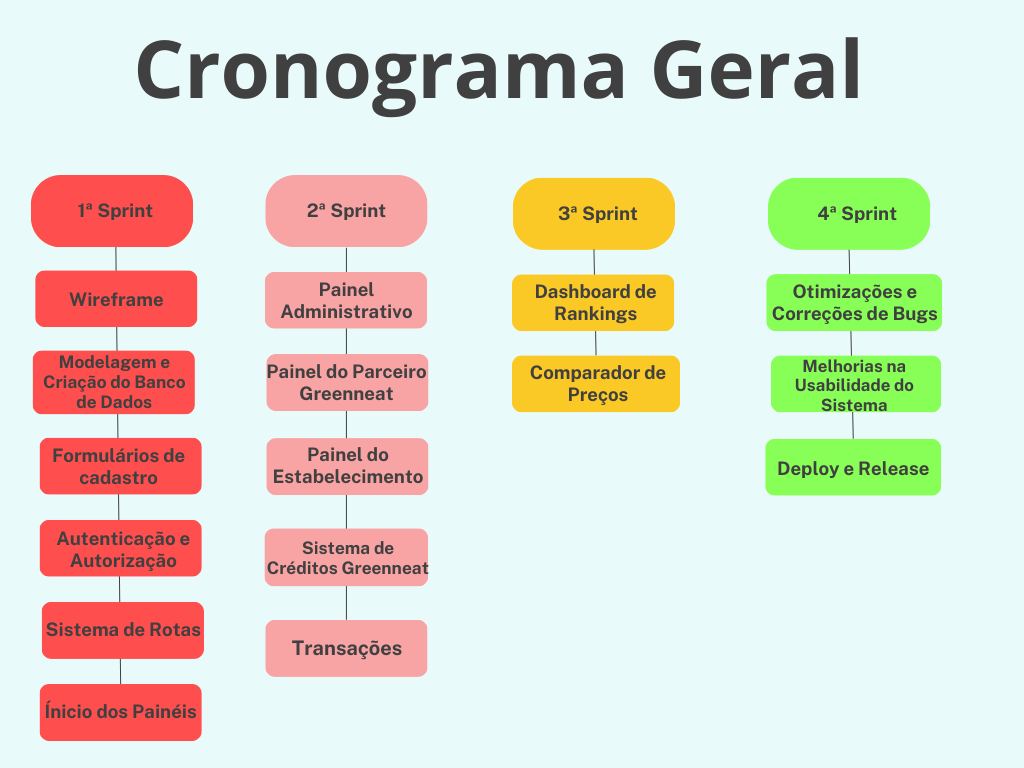 Cronograma Geral
1ª Sprint
Wireframe
Modelagem e
Criação do Banco
de Dados
Formulários de
cadastro
Autenticação e
Autorização
Sistema de Rotas
Ínicio dos Painéis
2ª Sprint
Painel
Administrativo
Painel do Parceiro
Greenneat
Painel do
Estabelecimento
Sistema de
Créditos Greenneat
Transações
3ª Sprint
Dashboard de
Rankings
Comparador de
Preços
4ª Sprint
Otimizações e
Correções de Bugs
Melhorias na
Usabilidade do
Sistema
Deploy e Release